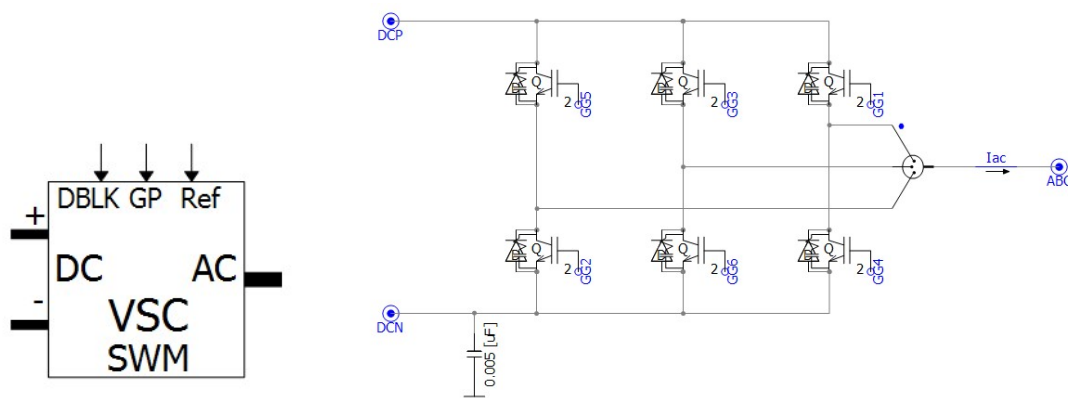 DBLK GP Ref
+
DC AC
-
VSC
SWM
DCP
Q 2 GG5
Q 2 GG3
Q 2 GG1
Iac
ABC
Q 2 GG2
Q 2 GG6
Q 2 GG4
DCN
0.005 [uF]